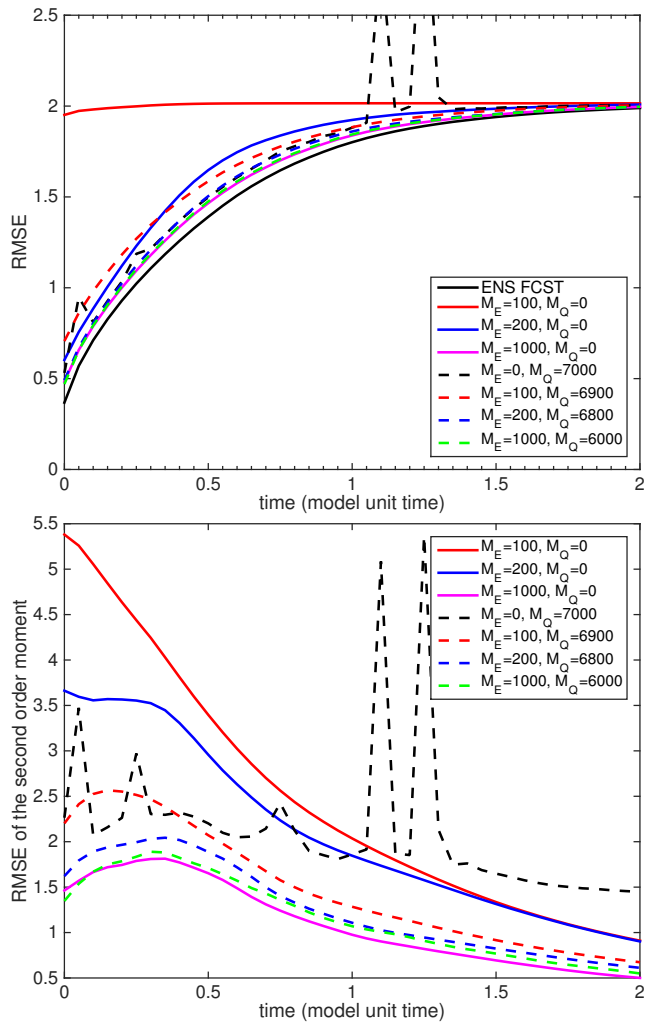 2.5
2
1.5
1
0.5
0
RMSE
ENS FCST
M_E=100, M_Q=0
M_E=200, M_Q=0
M_E=1000, M_Q=0
M_E=0, M_Q=7000
M_E=100, M_Q=6900
M_E=200, M_Q=6800
M_E=1000, M_Q=6000
0 0.5 1 1.5 2
time (model unit time)
5.5
5
4.5
4
3.5
3
2.5
2
1.5
1
0.5
RMSE of the second order moment
M_E=100, M_Q=0
M_E=200, M_Q=0
M_E=1000, M_Q=0
M_E=0, M_Q=7000
M_E=100, M_Q=6900
M_E=200, M_Q=6800
M_E=1000, M_Q=6000
0 0.5 1 1.5 2
time (model unit time)